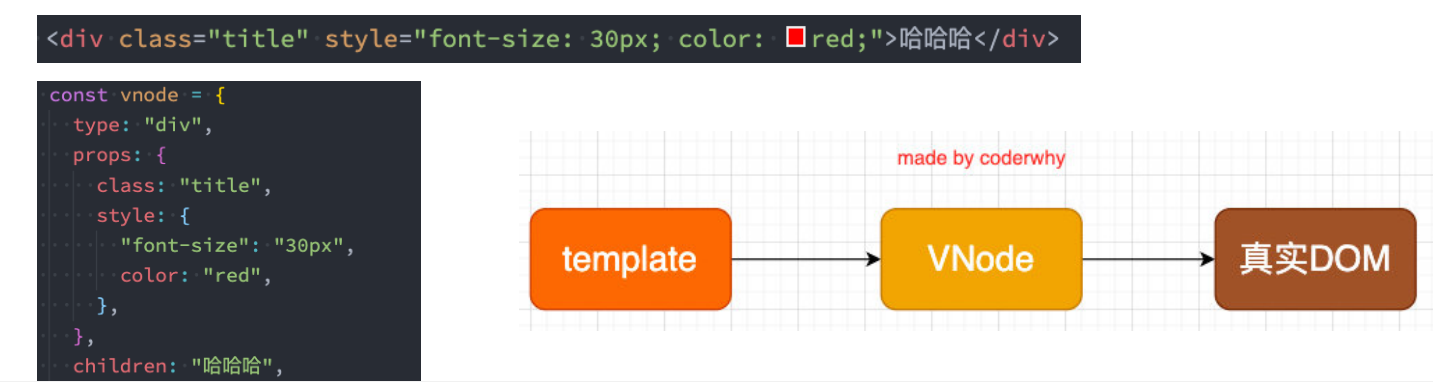 <div class="title" style="font-size: 30px; color: red;">哈哈哈</div>
const vnode = {
type: "div",
props: {
class: "title",
style: {
"font-size": "30px",
color: "red",
},
},
children: "哈哈哈",
made by coderwhy
template
VNode
真实DOM